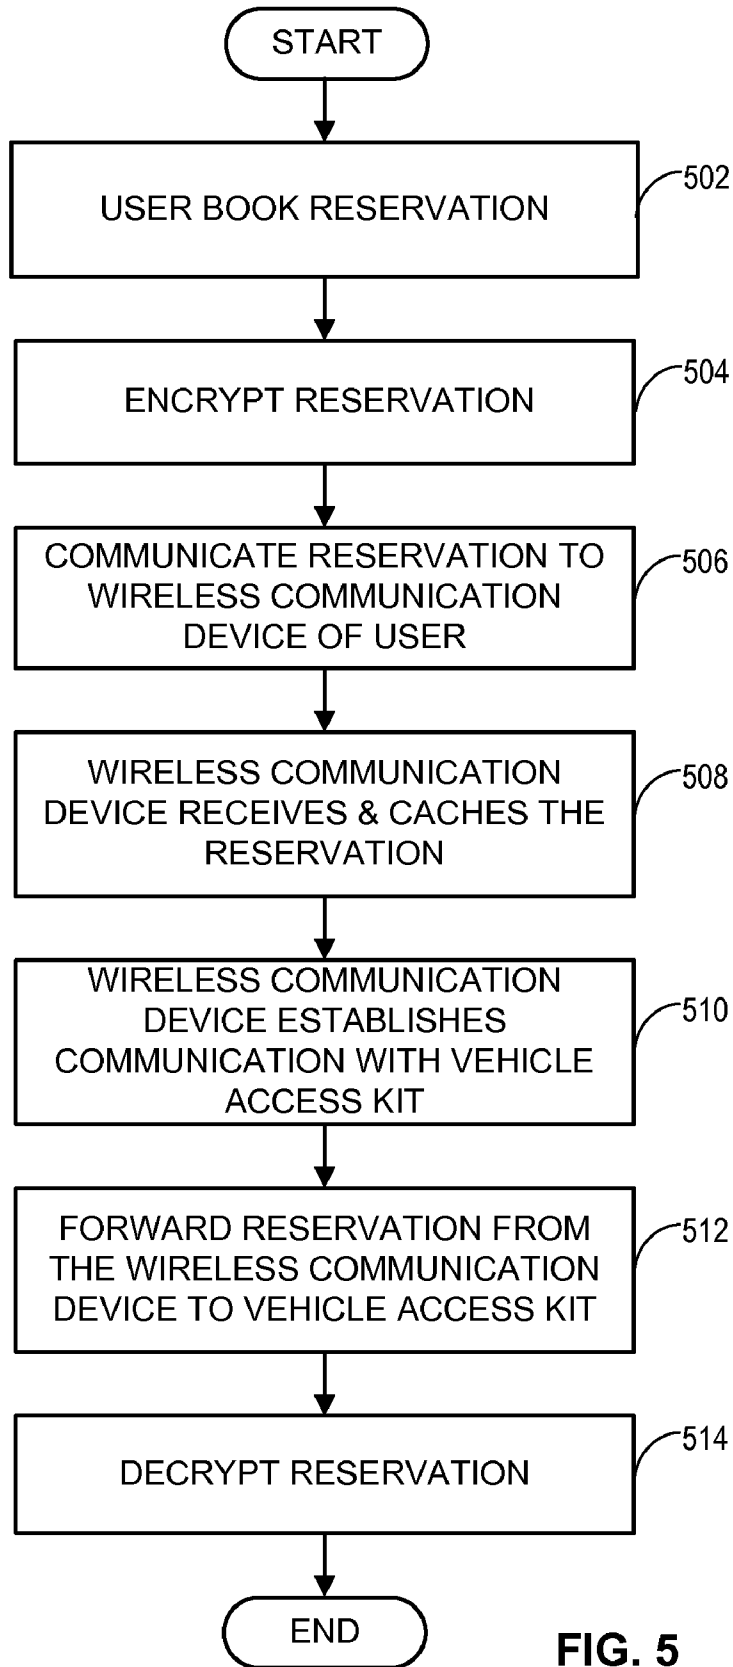 START
USER BOOK RESERVATION
502
ENCRYPT RESERVATION
504
COMMUNICATE RESERVATION TO
WIRELESS COMMUNICATION
DEVICE OF USER
506
WIRELESS COMMUNICATION
DEVICE RECEIVES & CACHES THE
RESERVATION
508
WIRELESS COMMUNICATION
DEVICE ESTABLISHES
COMMUNICATION WITH VEHICLE
ACCESS KIT
510
FORWARD RESERVATION FROM
THE WIRELESS COMMUNICATION
DEVICE TO VEHICLE ACCESS KIT
512
DECRYPT RESERVATION
514
END
FIG. 5